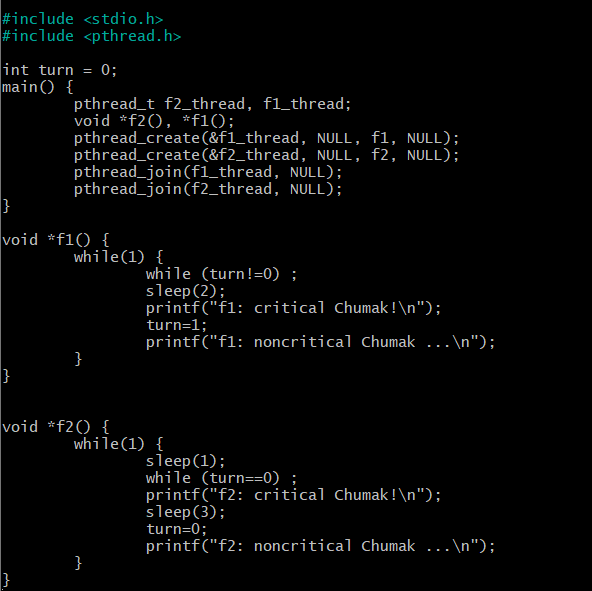 #include <stdio.h>
#include <pthread.h>

int turn = 0;
main() {
        pthread_t f2_thread, f1_thread;
        void *f2(), *f1();
        pthread_create(&f1_thread, NULL, f1, NULL);
        pthread_create(&f2_thread, NULL, f2, NULL);
        pthread_join(f1_thread, NULL);
        pthread_join(f2_thread, NULL);
}

void *f1() {
        while(1) {
                while (turn!=0) ;
                sleep(2);
                printf("f1: critical Chumak!\n");
                turn=1;
                printf("f1: noncritical Chumak ...\n");
        }
}

void *f2() {
        while(1) {
                sleep(1);
                while (turn==0) ;
                printf("f2: critical Chumak!\n");
                sleep(3);
                turn=0;
                printf("f2: noncritical Chumak ...\n");
        }
}